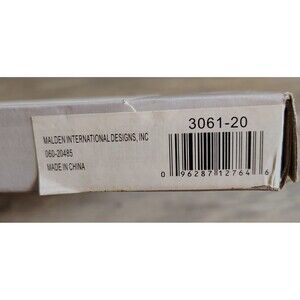 3061-20
MALDEN INTERNATIONAL DESIGNS, INC
060-20485
MADE IN CHINA
0 96287 12764 6